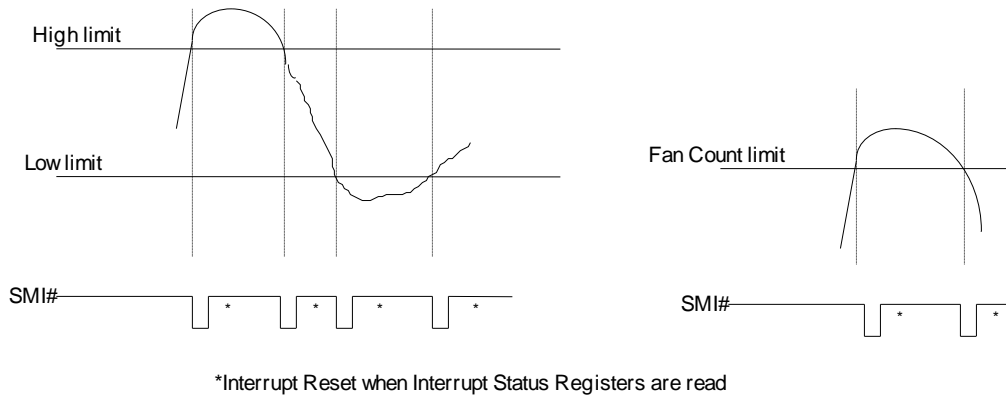 High limit
Low limit
SMI#
* * * *
Fan Count limit
SMI#
* *
*Interrupt Reset when Interrupt Status Registers are read